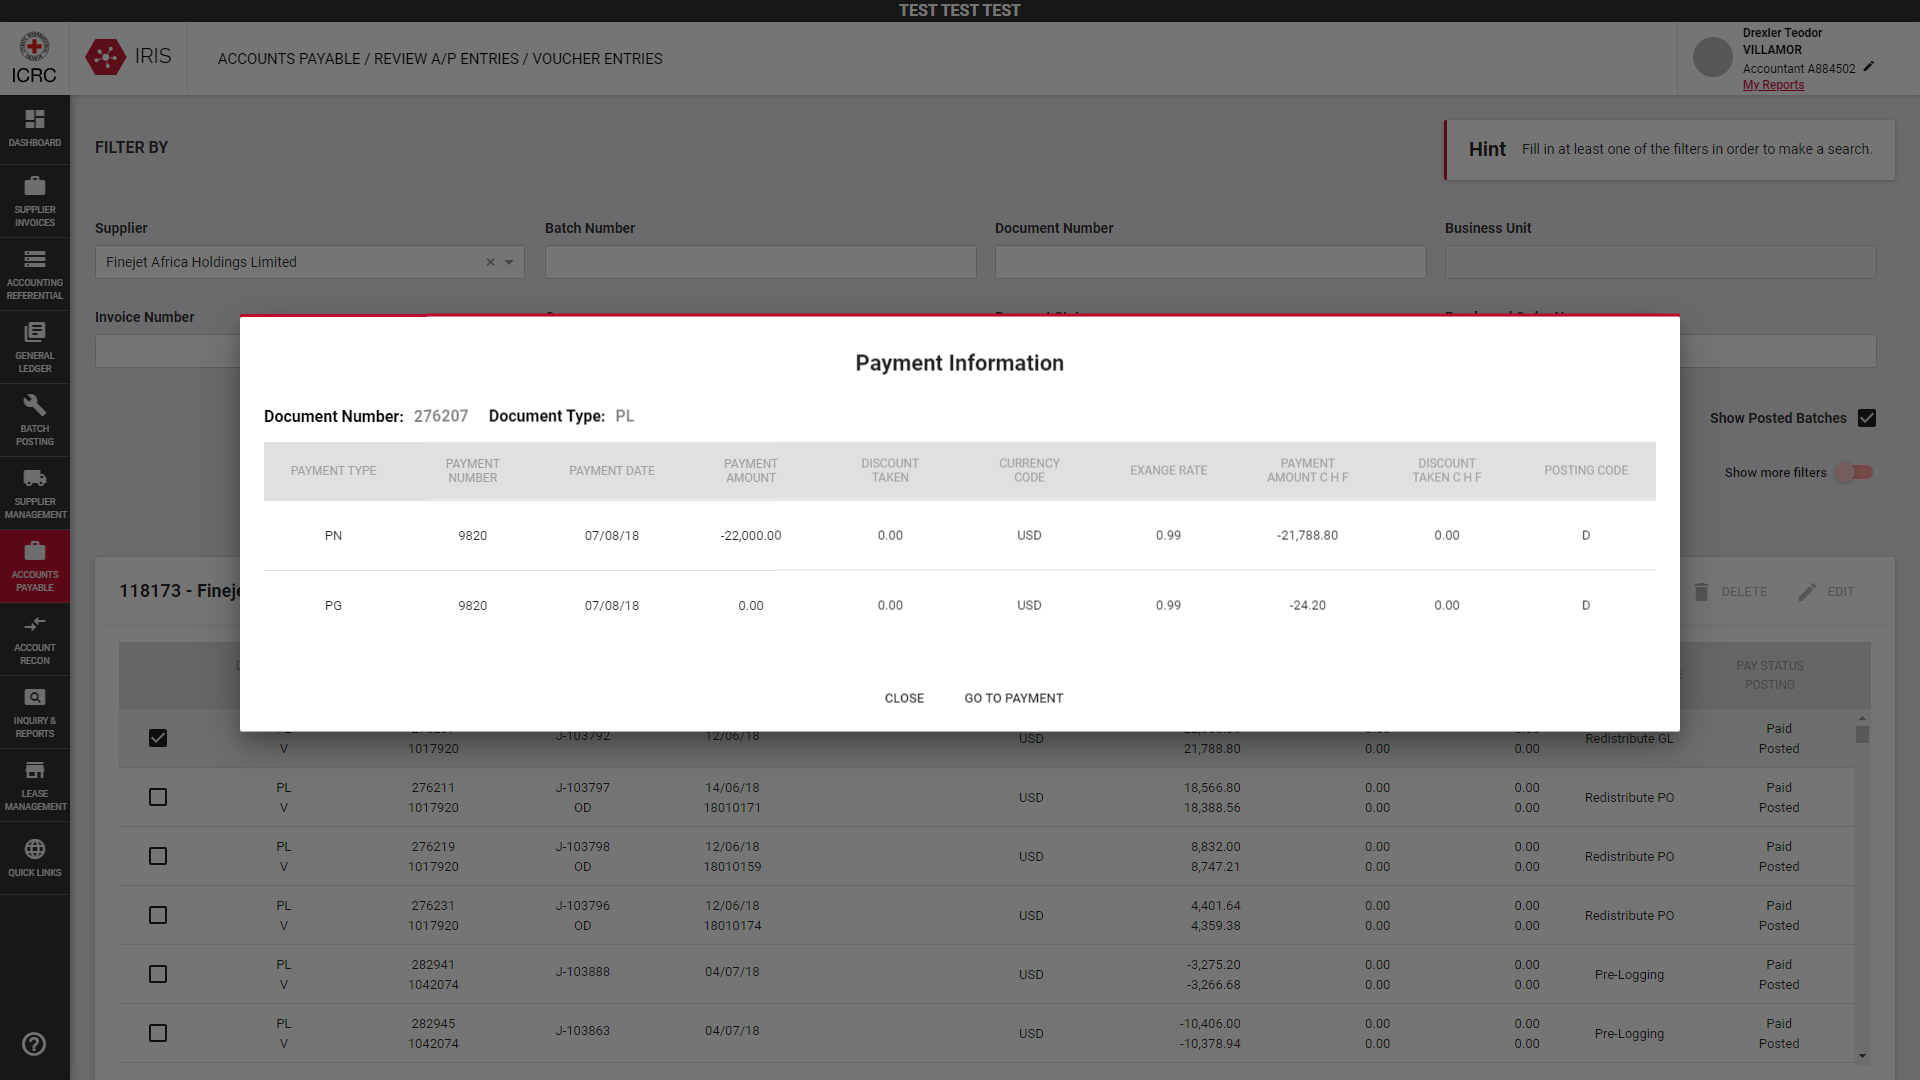 TEST TEST TEST
ICRC
IRIS
ACCOUNTS PAYABLE / REVIEW A/P ENTRIES / VOUCHER ENTRIES
Drexler Teodor
VILLAMOR
Accountant A884502
My Reports
DASHBOARD
SUPPLIER
INVOICES
ACCOUNTING
REFERENTIAL
GENERAL
LEDGER
BATCH
POSTING
SUPPLIER
MANAGEMENT
ACCOUNTS
PAYABLE
ACCOUNT
RECON
INQUIRY &
REPORTS
LEASE
MANAGEMENT
QUICK LINKS
FILTER BY
Hint Fill in at least one of the filters in order to make a search.
Supplier Batch Number Document Number Business Unit
Finejet Africa Holdings Limited
Invoice Number
Show Posted Batches
Show more filters
Payment Information
Document Number: 276207 Document Type: PL
PAYMENT TYPE PAYMENT NUMBER PAYMENT DATE PAYMENT AMOUNT DISCOUNT TAKEN CURRENCY CODE EXANGE RATE PAYMENT AMOUNT C H F DISCOUNT TAKEN C H F POSTING CODE
PN 9820 07/08/18 -22,000.00 0.00 USD 0.99 -21,788.80 0.00 D
PG 9820 07/08/18 0.00 0.00 USD 0.99 -24.20 0.00 D
CLOSE GO TO PAYMENT
118173 - Fineje
DELETE EDIT
PAY STATUS
POSTING
J-103792 12/06/18 USD Redistribute GL Paid
V 1017920 21,788.80 0.00 0.00 Posted
PL 276211 J-103797 14/06/18 USD 18,566.80 0.00 0.00 Redistribute PO Paid
V 1017920 OD 18010171 18,388.56 0.00 0.00 Posted
PL 276219 J-103798 12/06/18 USD 8,832.00 0.00 0.00 Redistribute PO Paid
V 1017920 OD 18010159 8,747.21 0.00 0.00 Posted
PL 276231 J-103796 12/06/18 USD 4,401.64 0.00 0.00 Redistribute PO Paid
V 1017920 OD 18010174 4,359.38 0.00 0.00 Posted
PL 282941 J-103888 04/07/18 USD -3,275.20 0.00 0.00 Pre-Logging Paid
V 1042074 -3,266.68 0.00 0.00 Posted
PL 282945 J-103863 04/07/18 USD -10,406.00 0.00 0.00 Pre-Logging Paid
V 1042074 -10,378.94 0.00 0.00 Posted